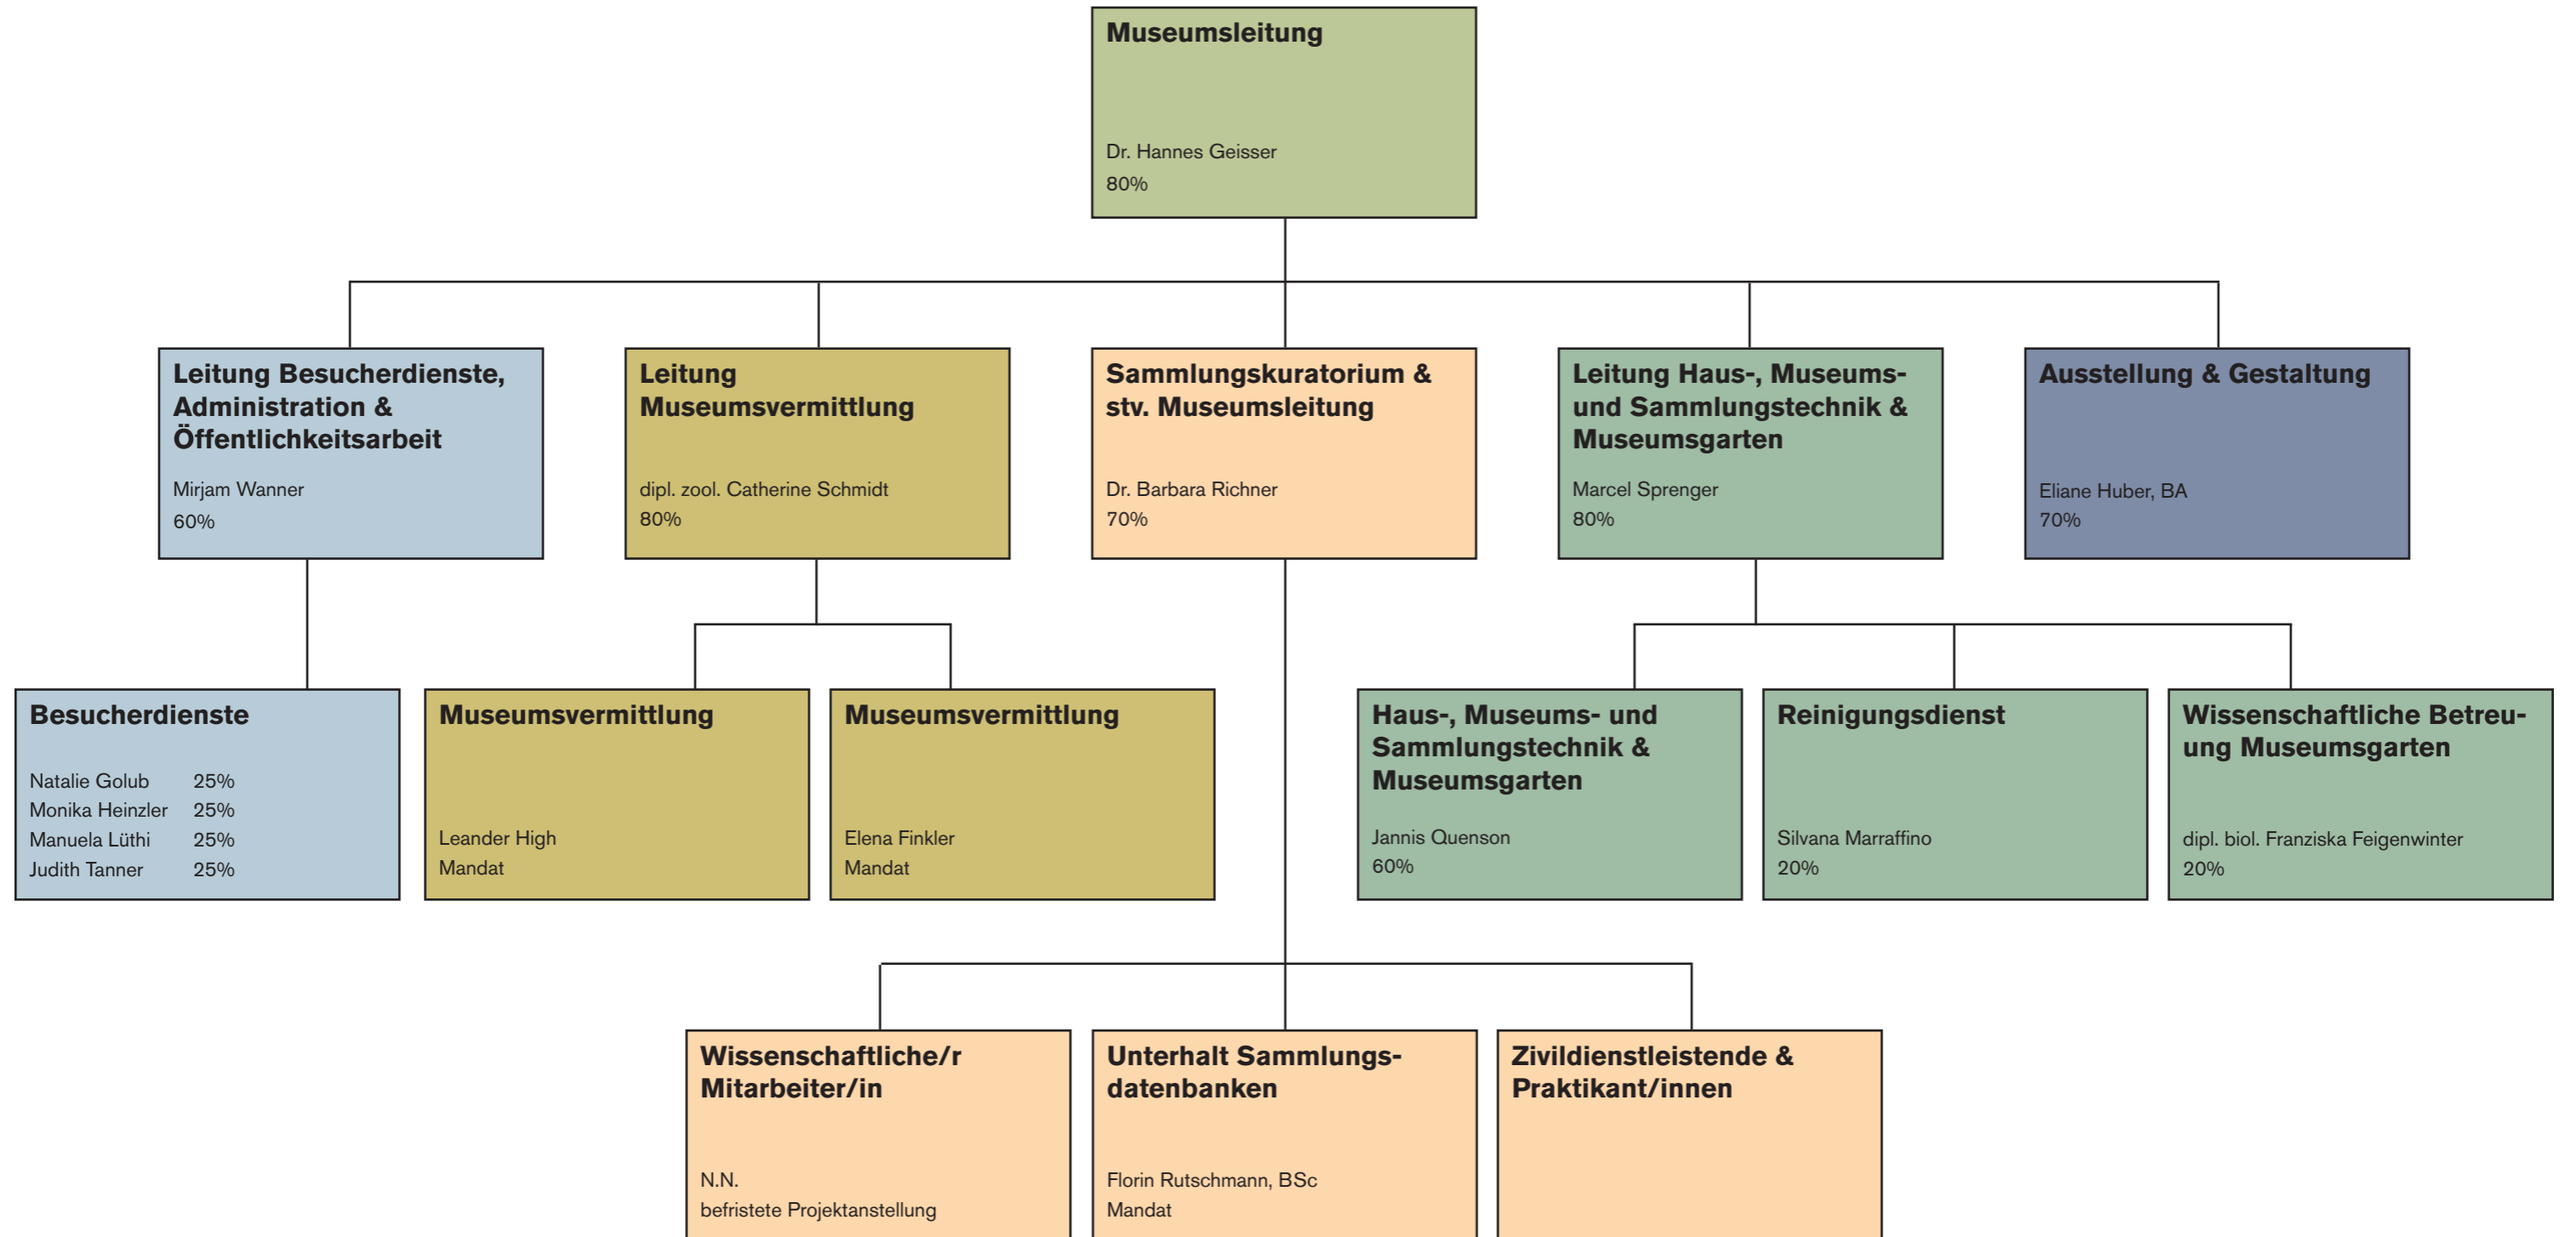 Museumsleitung
Dr. Hannes Geisser
80%
Leitung Besucherdienste,
Administration &
Öffentlichkeitsarbeit
Mirjam Wanner
60%
Leitung
Museumsvermittlung
dipl. zool. Catherine Schmidt
80%
Sammlungskuratorium &
stv. Museumsleitung
Dr. Barbara Richner
70%
Leitung Haus-, Museums-
und Sammlungstechnik &
Museumsgarten
Marcel Sprenger
80%
Ausstellung & Gestaltung
Eliane Huber, BA
70%
Besucherdienste
Natalie Golub 25%
Monika Heinzler 25%
Manuela Lüthi 25%
Judith Tanner 25%
Museumsvermittlung
Leander High
Mandat
Museumsvermittlung
Elena Finkler
Mandat
Haus-, Museums- und
Sammlungstechnik &
Museumsgarten
Jannis Quenson
60%
Reinigungsdienst
Silvana Marraffino
20%
Wissenschaftliche Betreu-
ung Museumsgarten
dipl. biol. Franziska Feigenwinter
20%
Wissenschaftliche/r
Mitarbeiter/in
N.N.
befristete Projektanstellung
Unterhalt Sammlungs-
datenbanken
Florin Rutschmann, BSc
Mandat
Zivildienstleistende &
Praktikant/innen